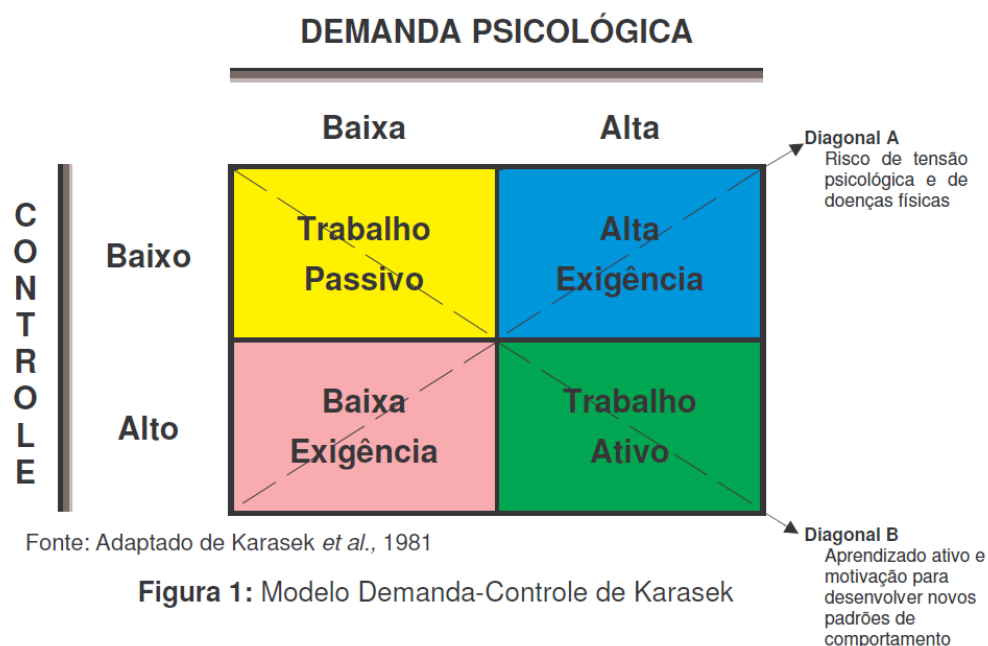 DEMANDA PSICOLÓGICA
Baixa
Alta
Diagonal A
Risco de tensão
psicológica e de
doenças físicas
CONTROLE
Baixo
Trabalho
Passivo
Alta
Exigência
Alto
Baixa
Exigência
Trabalho
Ativo
Diagonal B
Aprendizado ativo e
motivação para
desenvolver novos
padrões de
comportamento
Fonte: Adaptado de Karasek et al., 1981
Figura 1: Modelo Demanda-Controle de Karasek